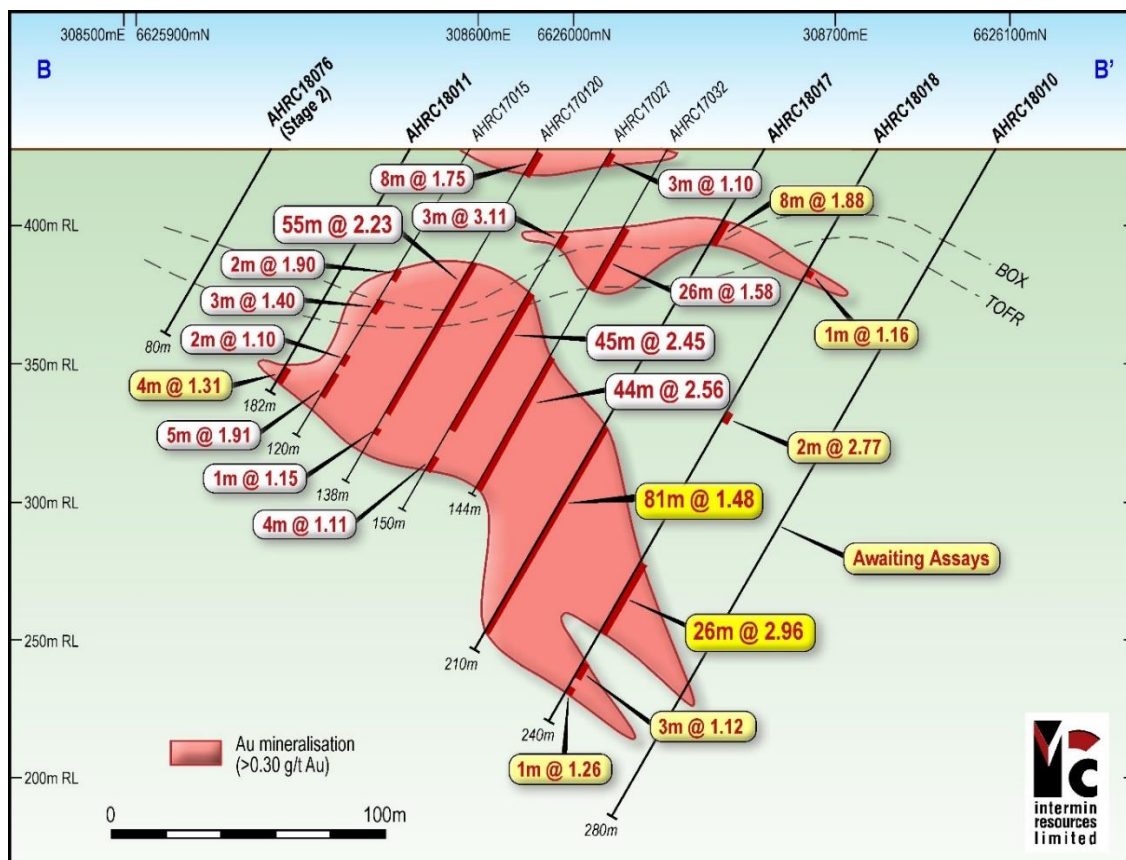 308500mE
6625900mN
308600mE
6626000mN
308700mE
6626100mN
B
B'
AHRC18076
(Stage 2)
AHRC18011
AHRC17015
AHRC170120
AHRC17027
AHRC17032
AHRC18017
AHRC18018
AHRC18010
8m @ 1.75
3m @ 1.10
8m @ 1.88
400m RL
55m @ 2.23
3m @ 3.11
2m @ 1.90
BOX
3m @ 1.40
26m @ 1.58
TOFR
2m @ 1.10
45m @ 2.45
1m @ 1.16
80m
350m RL
4m @ 1.31
44m @ 2.56
182m
5m @ 1.91
120m
2m @ 2.77
1m @ 1.15
138m
300m RL
4m @ 1.11
150m
144m
81m @ 1.48
Awaiting Assays
250m RL
210m
26m @ 2.96
240m
3m @ 1.12
Au mineralisation
(>0.30 g/t Au)
1m @ 1.26
200m RL
0
100m
280m
intermin
resources
limited